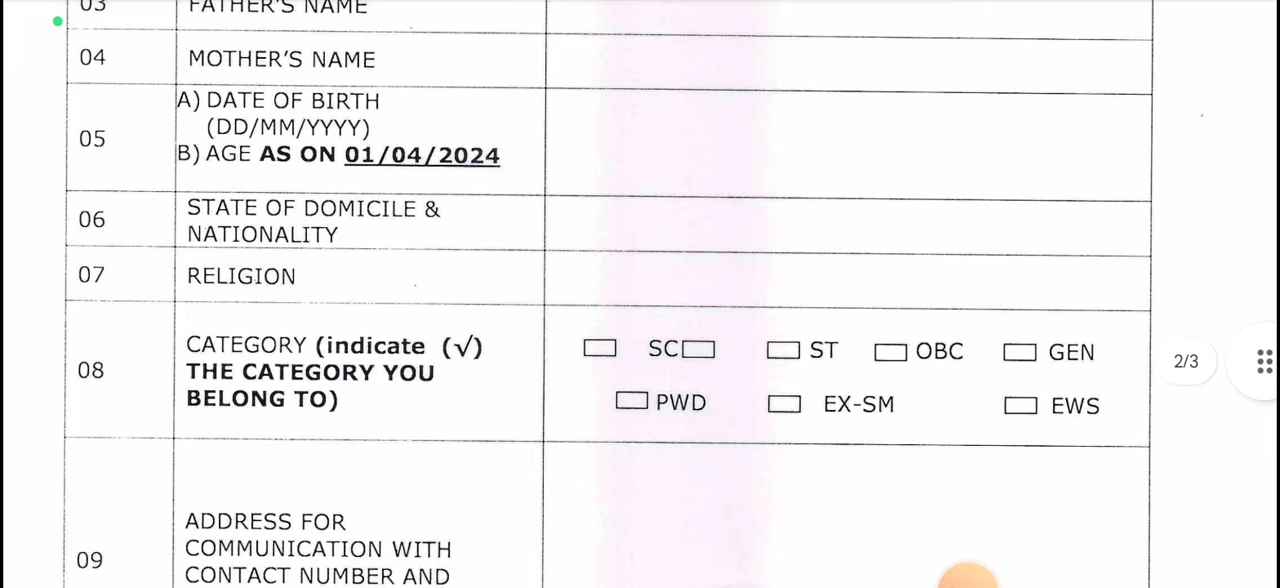 03 FATHER'S NAME
04 MOTHER'S NAME
05 A) DATE OF BIRTH
(DD/MM/YYYY)
B) AGE AS ON 01/04/2024
06 STATE OF DOMICILE &
NATIONALITY
07 RELIGION
08 CATEGORY (indicate (√)
THE CATEGORY YOU
BELONG TO)
SC ST OBC GEN
PWD EX-SM EWS
2/3
09 ADDRESS FOR
COMMUNICATION WITH
CONTACT NUMBER AND